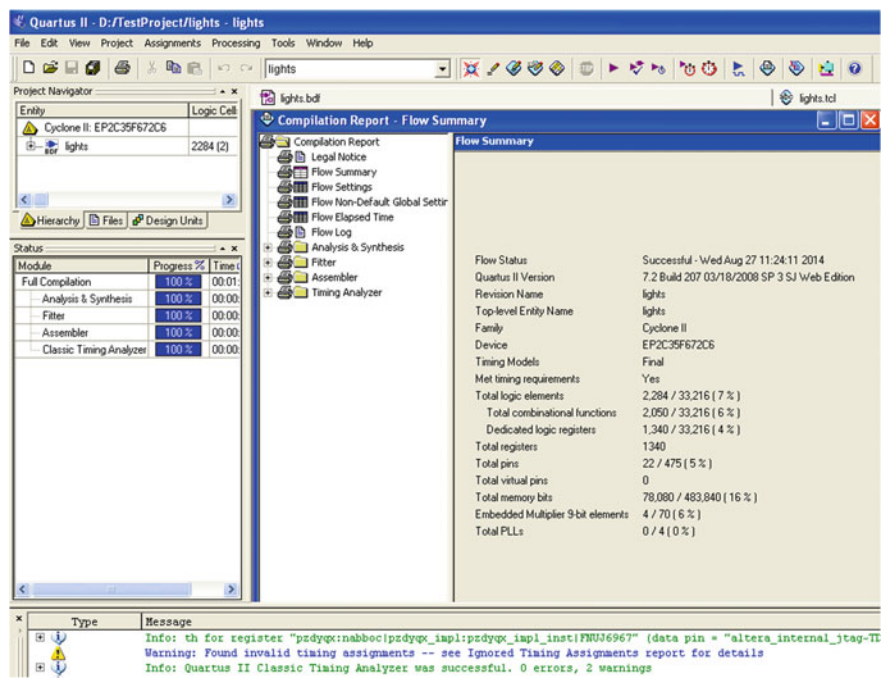 Quartus II - D:/TestProject/lights - lights
File Edit View Project Assignments Processing Tools Window Help
lights
Project Navigator
Entity Logic Cell
Cyclone II: EP2C35F672C6
lights 2284 (2)
Hierarchy Files Design Units
Status
Module Progress % Time (
Full Compilation 100 % 00:01:
Analysis & Synthesis 100 % 00:00:
Fitter 100 % 00:00:
Assembler 100 % 00:00:
Classic Timing Analyzer 100 % 00:00:
lights.bdf lights.tcl
Compilation Report - Flow Summary
Compilation Report
Legal Notice
Flow Summary
Flow Settings
Flow Non-Default Global Settir
Flow Elapsed Time
Flow Log
Analysis & Synthesis
Fitter
Assembler
Timing Analyzer
Flow Summary
Flow Status Successful - Wed Aug 27 11:24:11 2014
Quartus II Version 7.2 Build 207 03/18/2008 SP 3 SJ Web Edition
Revision Name lights
Top-level Entity Name lights
Family Cyclone II
Device EP2C35F672C6
Timing Models Final
Met timing requirements Yes
Total logic elements 2,284 / 33,216 ( 7 % )
Total combinational functions 2,050 / 33,216 ( 6 % )
Dedicated logic registers 1,340 / 33,216 ( 4 % )
Total registers 1340
Total pins 22 / 475 ( 5 % )
Total virtual pins 0
Total memory bits 78,080 / 483,840 ( 16 % )
Embedded Multiplier 9-bit elements 4 / 70 ( 6 % )
Total PLLs 0 / 4 ( 0 % )
Type Message
Info: th for register "pzdyqx:nabboc|pzdyqx_impl:pzdyqx_impl_inst|FNUJ6967" (data pin = "altera_internal_jtag~TD
Warning: Found invalid timing assignments -- see Ignored Timing Assignments report for details
Info: Quartus II Classic Timing Analyzer was successful. 0 errors, 2 warnings